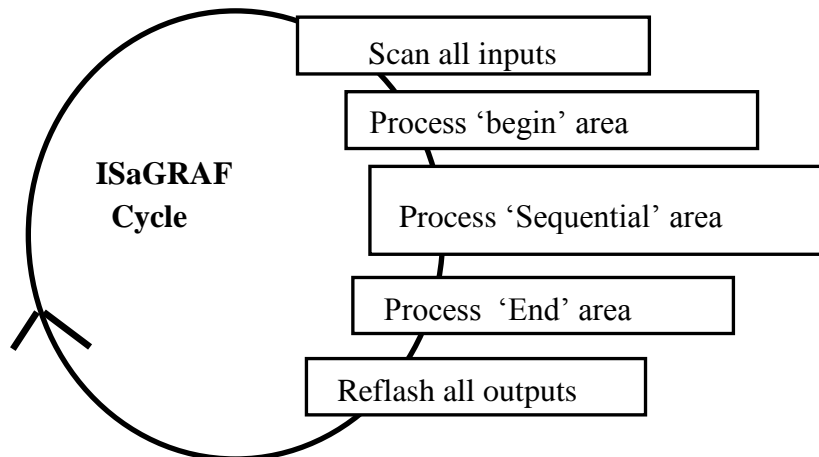 Scan all inputs
Process ‘begin’ area
ISaGRAF
Cycle
Process ‘Sequential’ area
Process ‘End’ area
Reflash all outputs